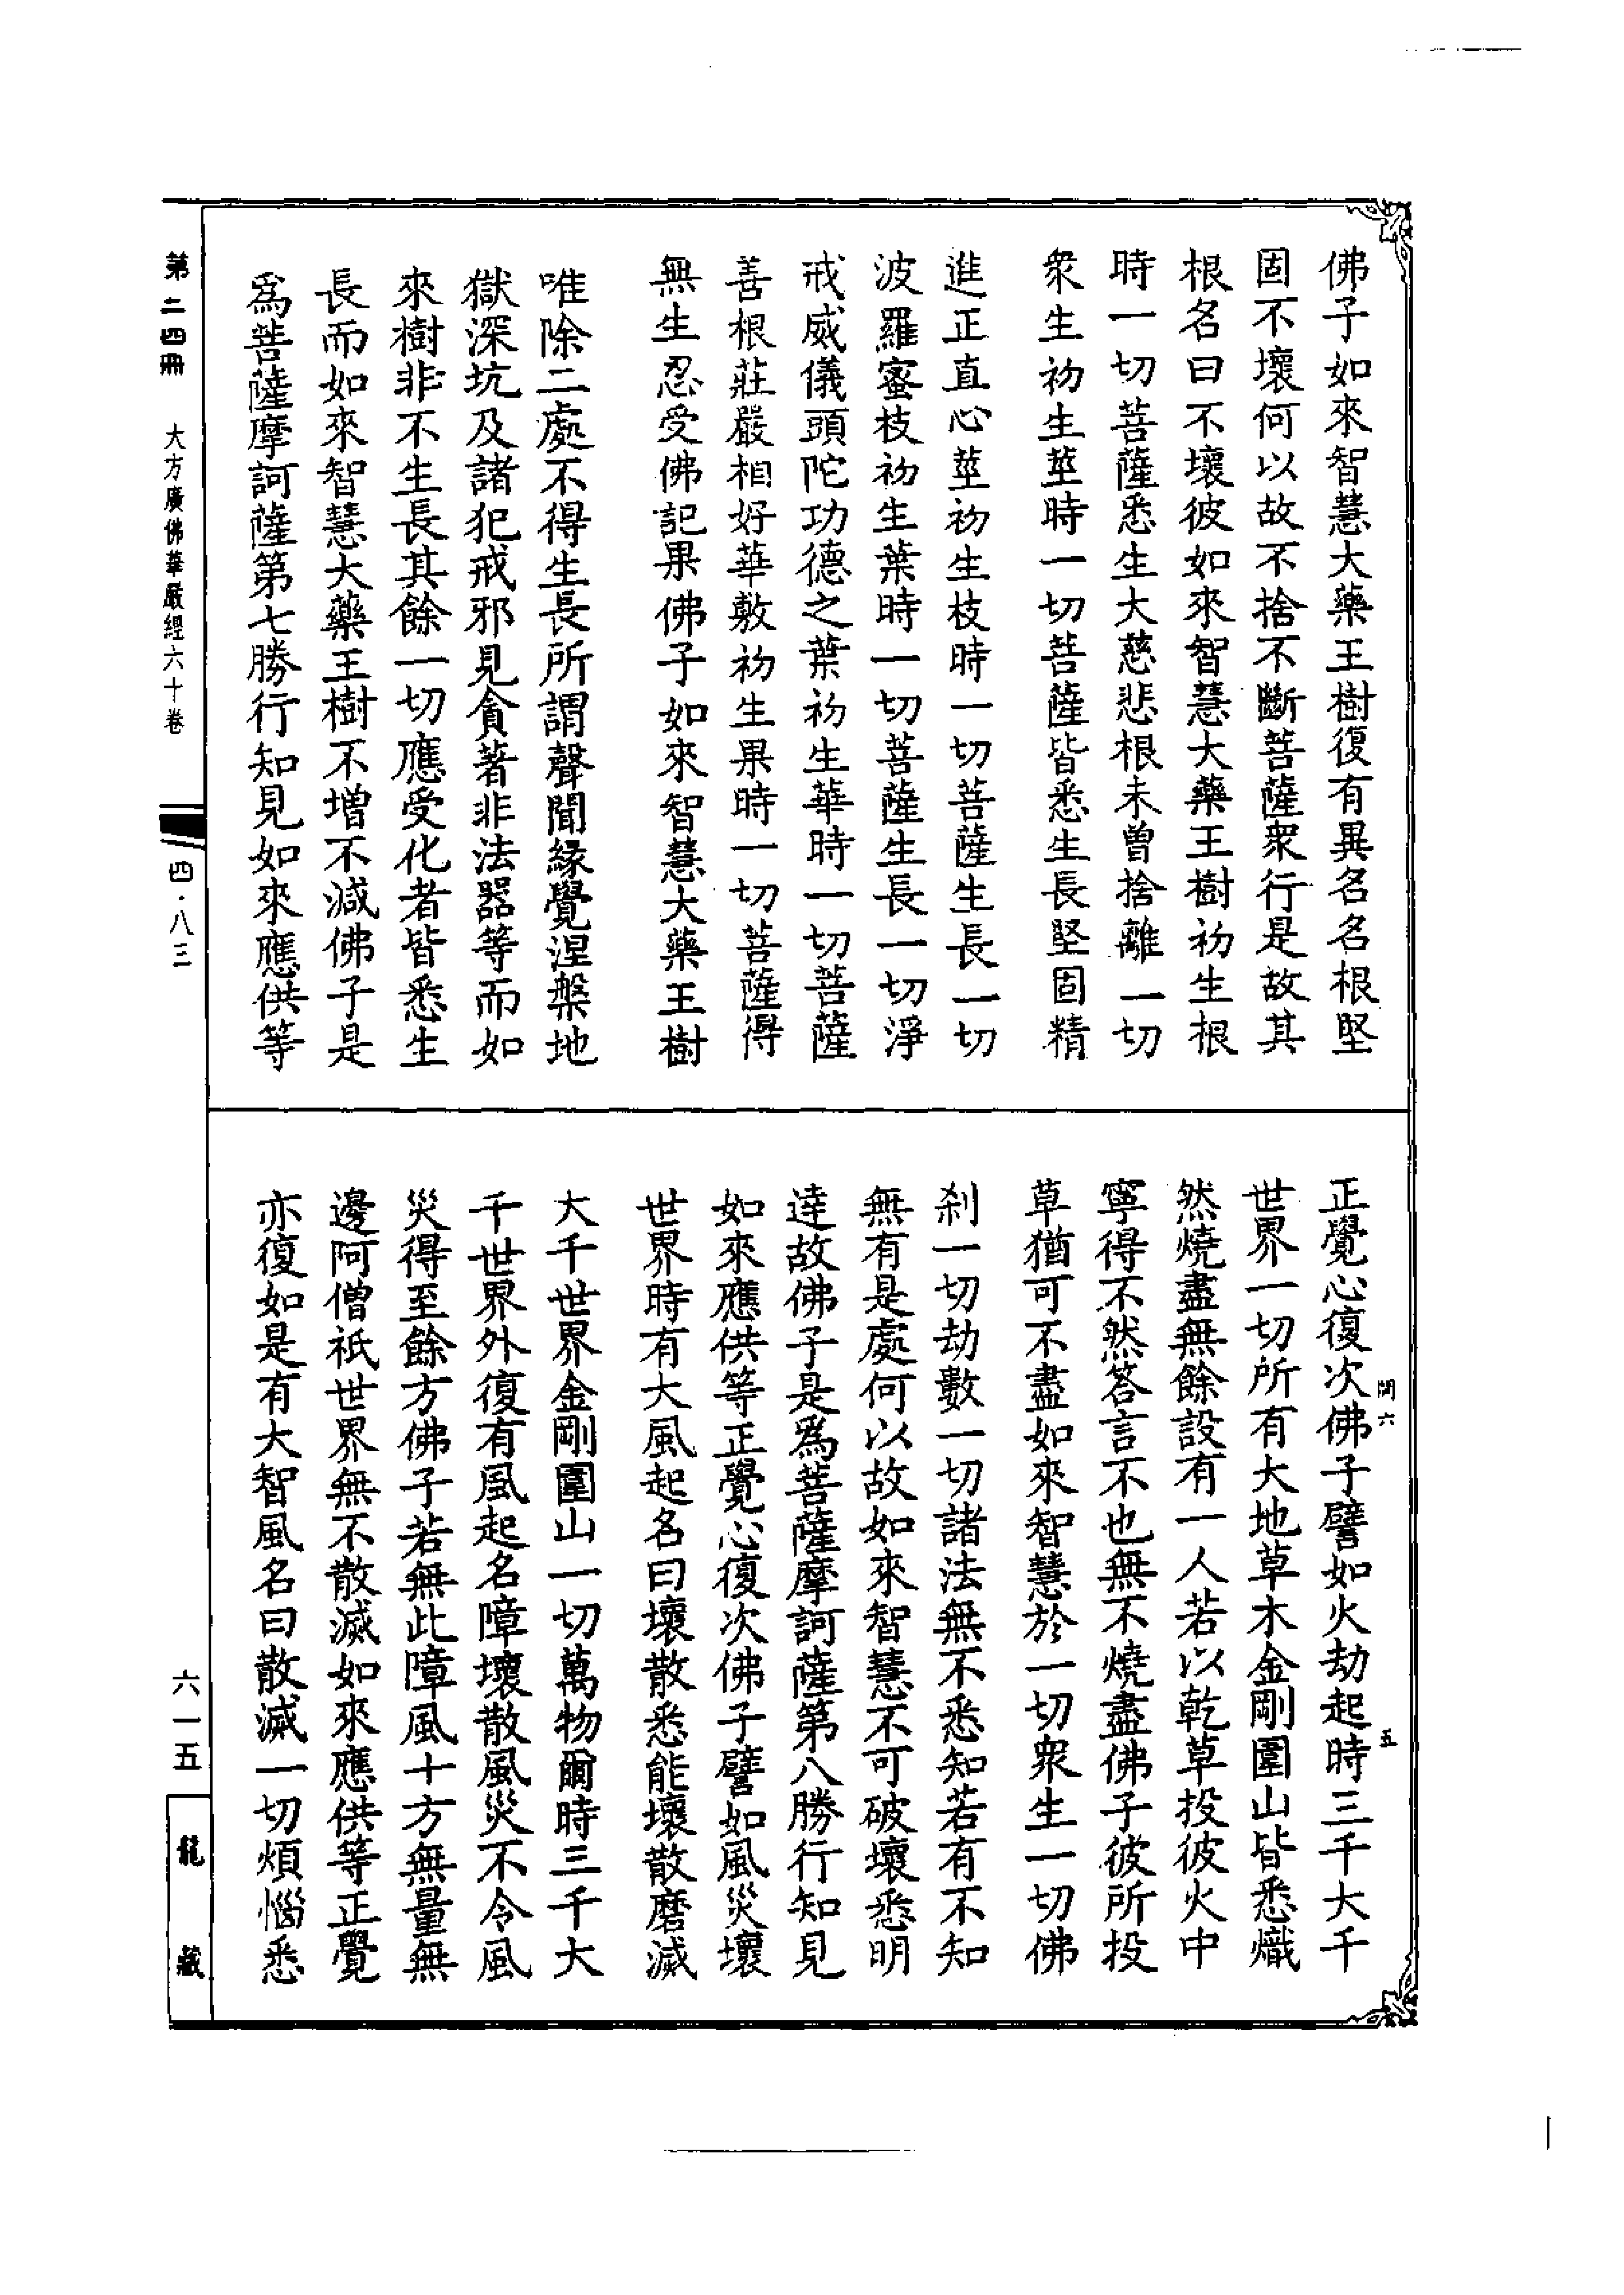 佛子如來智慧大藥王樹復有異名名根堅
固不壞何以故不捨不斷菩薩衆行是故其
根名曰不壞彼如來智慧大藥王樹初生根
時一切菩薩悉生大慈悲根未曾捨離一切
衆生初生莖時一切菩薩皆悉生長堅固精
進正直心莖初生枝時一切菩薩生長一切
波羅蜜枝初生葉時一切菩薩生長一切淨
戒威儀頭陀功德之葉初生華時一切菩薩
善根莊嚴相好華敷初生果時一切菩薩得
無生忍受佛記果佛子如來智慧大藥王樹
唯除二處不得生長所謂聲聞緣覺涅槃地
獄深坑及諸犯戒邪見貪著非法器等而如
來樹非不生長其餘一切應受化者皆悉生
長而如來智慧大藥王樹不增不減佛子是
爲菩薩摩訶薩第七勝行知見如來應供等
正覺心復次佛子譬如火劫起時三千大千
世界一切所有大地草木金剛圍山皆悉熾
然燒盡無餘設有一人若以乾草投彼火中
寧得不然答言不也無不燒盡佛子彼所投
草猶可不盡如來智慧於一切衆生一切佛
刹一切劫數一切諸法無不悉知若有不知
無有是處何以故如來智慧不可破壞悉明
達故佛子是爲菩薩摩訶薩第八勝行知見
如來應供等正覺心復次佛子譬如風災壞
世界時有大風起名曰壞散悉能壞散磨滅
大千世界金剛圍山一切萬物爾時三千大
千世界外復有風起名障壞散風災不令風
災得至餘方佛子若無此障風十方無量無
邊阿僧祇世界無不散滅如來應供等正覺
亦復如是有大智風名曰散滅一切煩惱悉
六
五
第二四冊 大方廣佛華嚴經六十卷
四·八三
六一五
龍藏